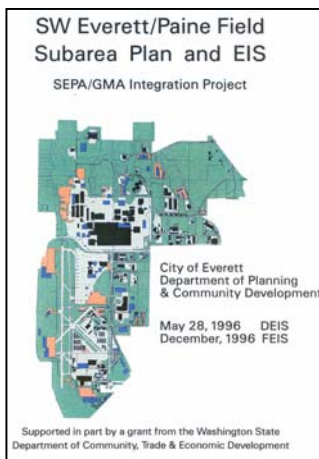 SW Everett/Paine Field
Subarea Plan and EIS
SEPA/GMA Integration Project
City of Everett
Department of Planning
& Community Development
May 28, 1996 DEIS
December, 1996 FEIS
Supported in part by a grant from the Washington State
Department of Community, Trade & Economic Development